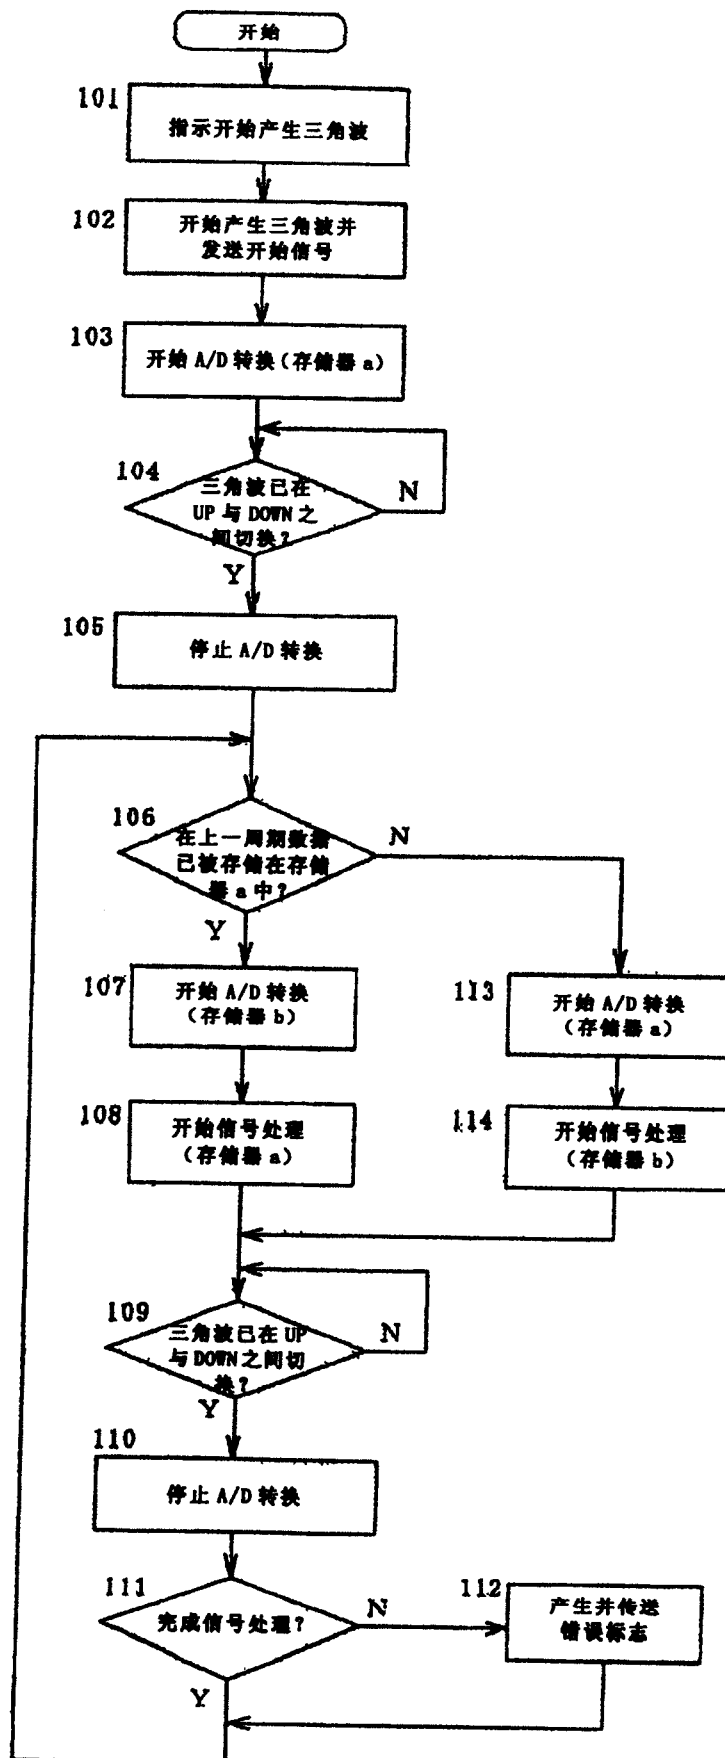 开始
101
指示开始产生三角波
102
开始产生三角波并
发送开始信号
103
开始 A/D 转换(存储器 a)
104
三角波已在
UP 与 DOWN 之
间切换?
N
Y
105
停止 A/D 转换
106
在上一周期数据
已被存储在存储
器 a 中?
N
Y
107
开始 A/D 转换
(存储器 b)
113
开始 A/D 转换
(存储器 a)
108
开始信号处理
(存储器 a)
114
开始信号处理
(存储器 b)
109
三角波已在 UP
与 DOWN 之间切
换?
N
Y
110
停止 A/D 转换
111
完成信号处理?
N
112
产生并传送
错误标志
Y